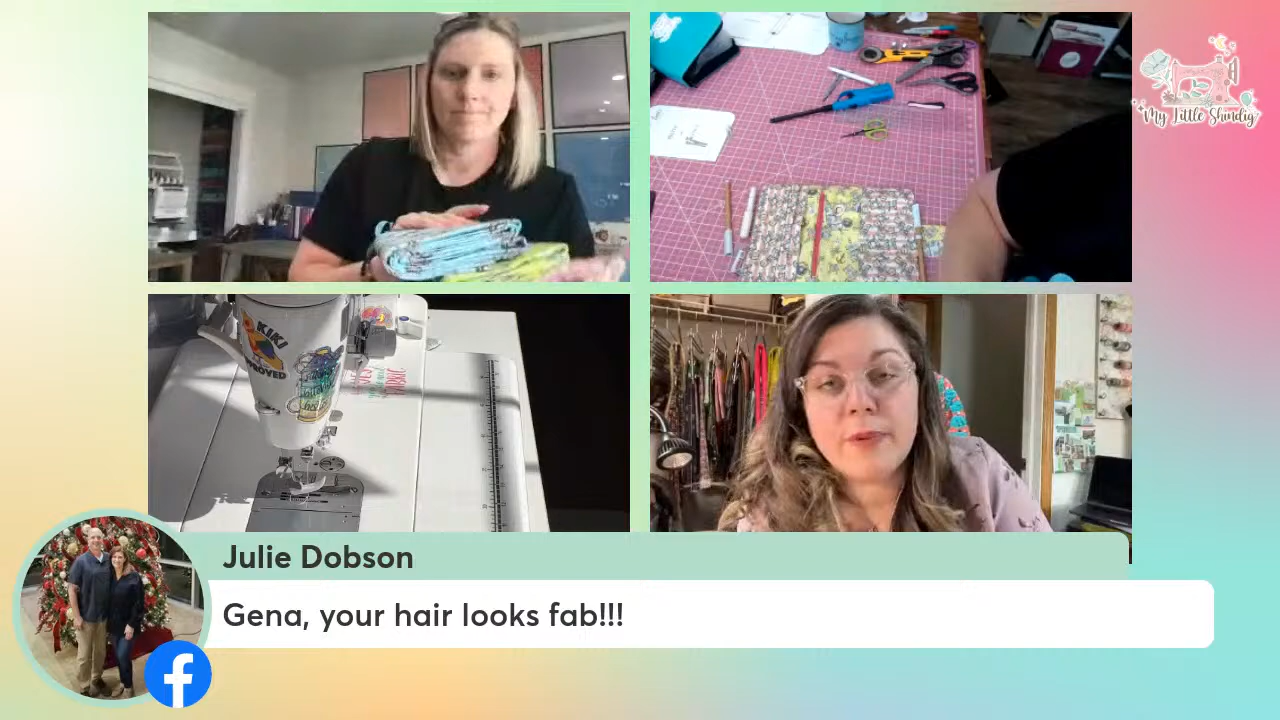 My Little Shindig
KIKI
APPROVED
Julie Dobson
Gena, your hair looks fab!!!